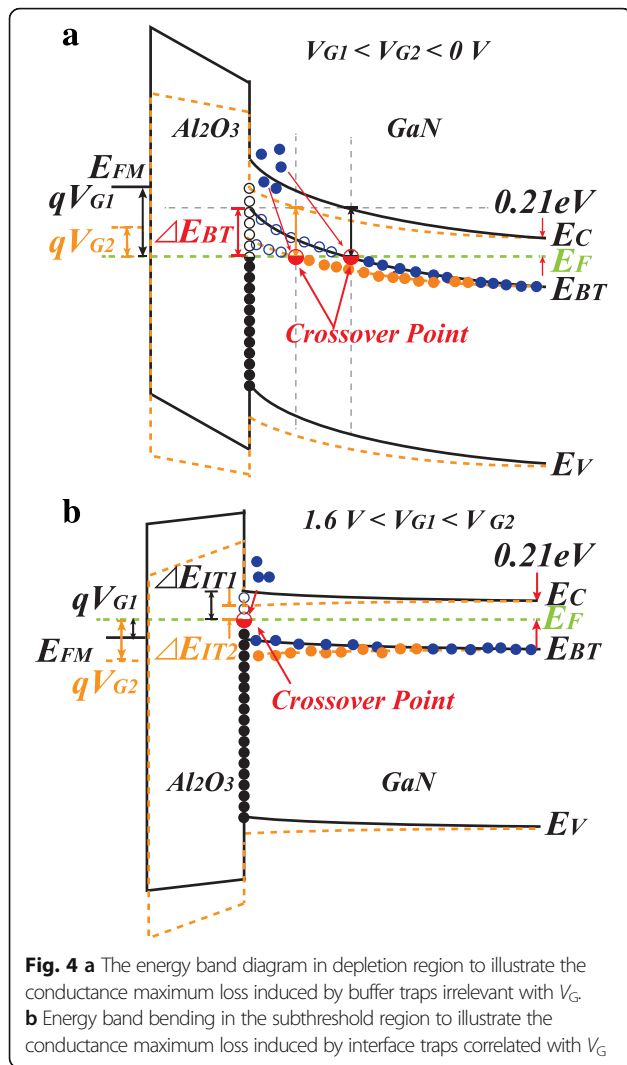 a
VG1 < VG2 < 0 V
Al2O3
GaN
EFM
qVG1
qVG2
ΔEBT
0.21eV
EC
EF
EBT
Crossover Point
EV
b
1.6 V < VG1 < V G2
ΔEIT1
0.21eV
qVG1
EC
EF
EFM
ΔEIT2
EBT
qVG2
Crossover Point
Al2O3
GaN
EV
Fig. 4 a The energy band diagram in depletion region to illustrate the
conductance maximum loss induced by buffer traps irrelevant with VG.
b Energy band bending in the subthreshold region to illustrate the
conductance maximum loss induced by interface traps correlated with VG